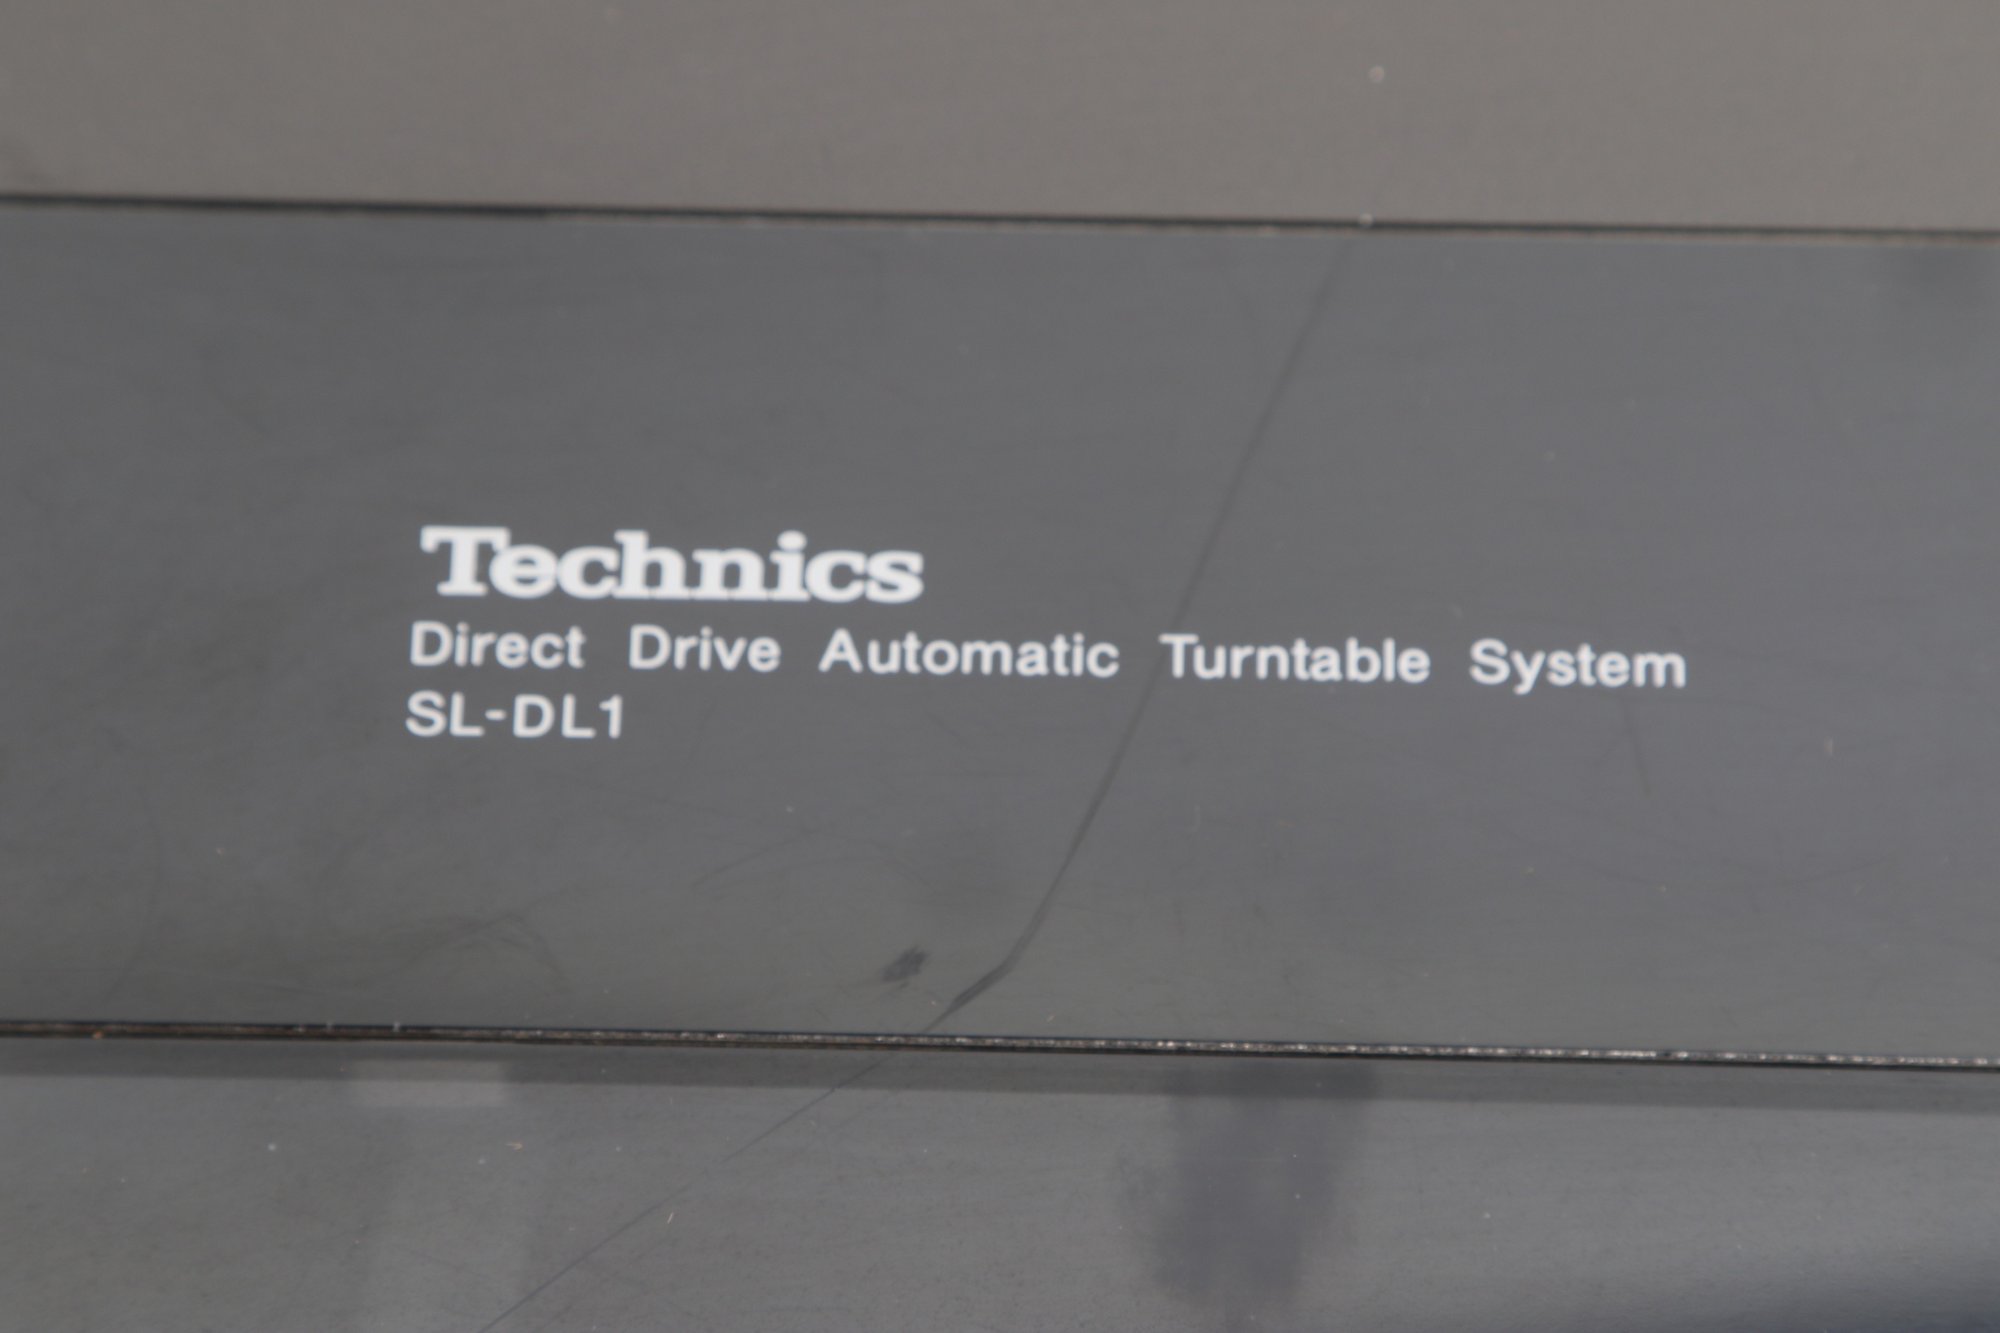 Technics
Direct Drive Automatic Turntable System
SL-DL1